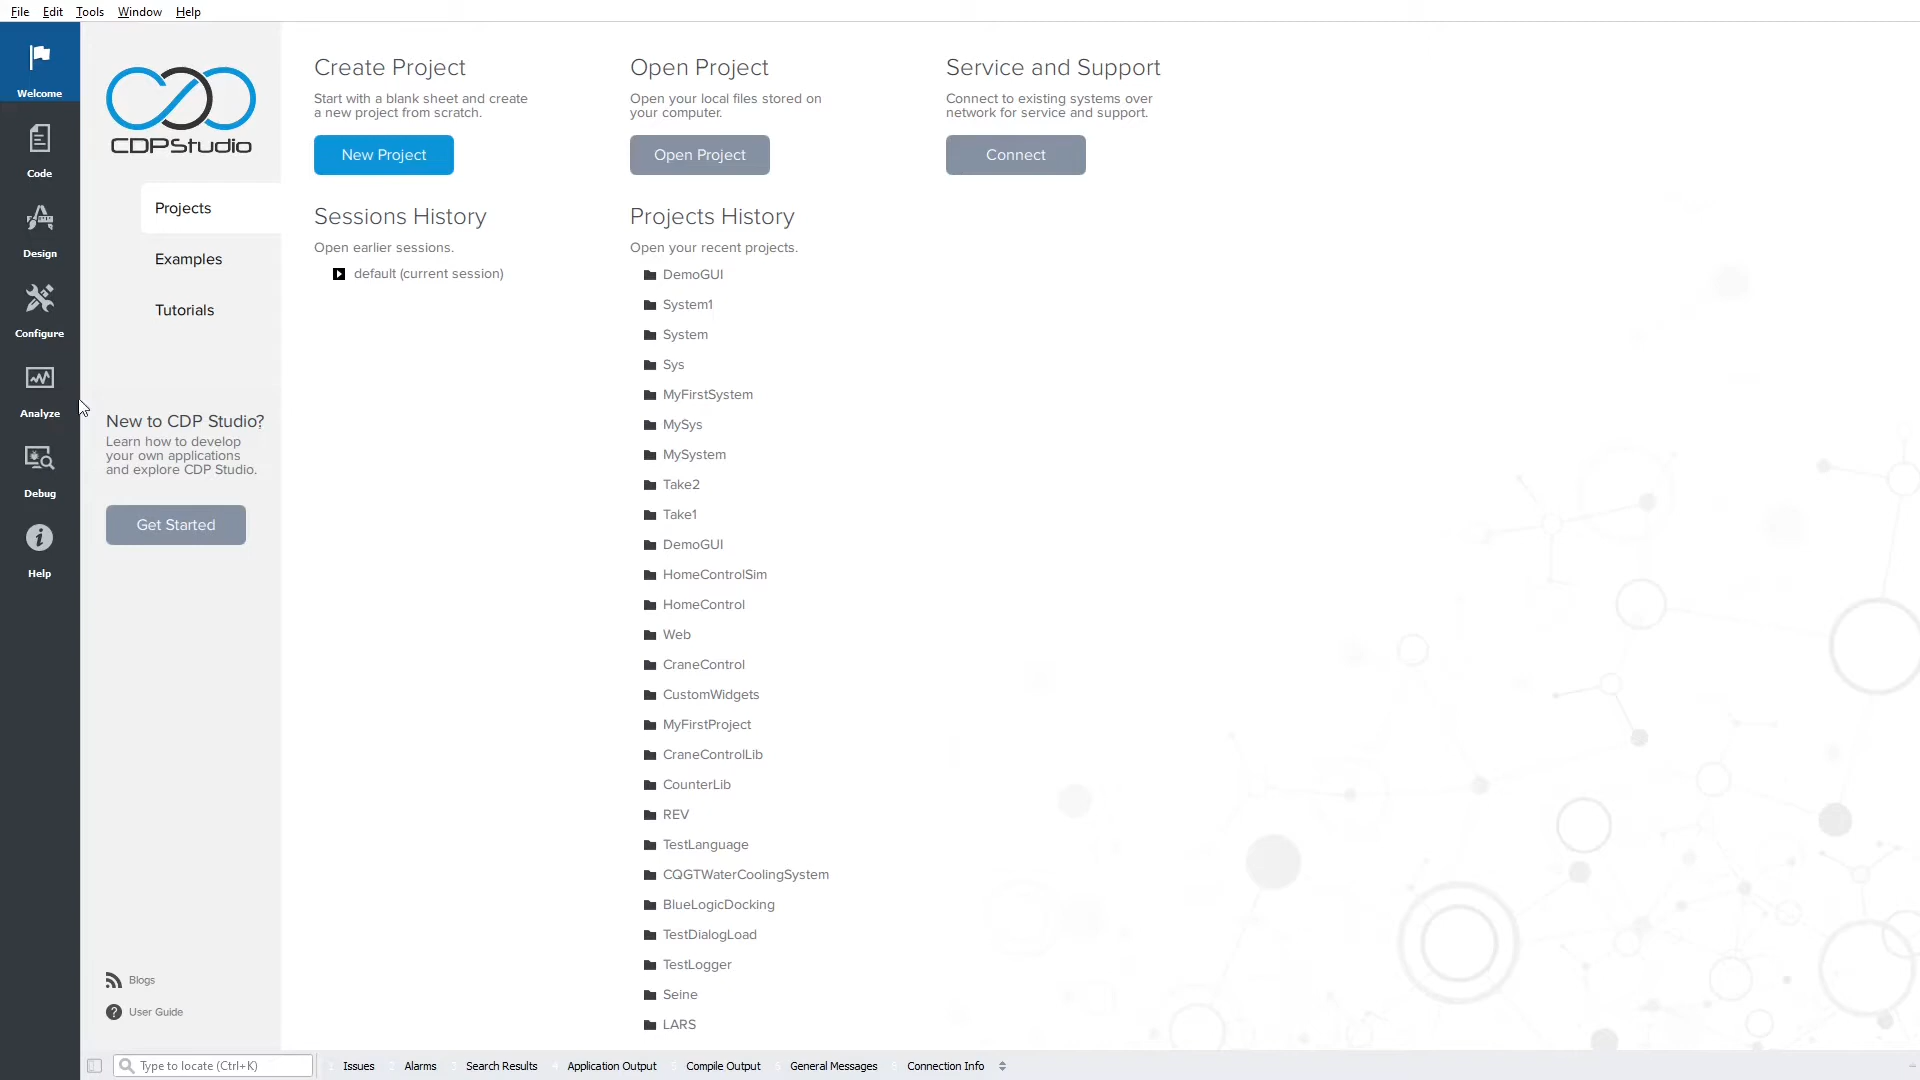 File Edit Tools Window Help
Welcome
Code
Design
Configure
Analyze
Debug
Help
CDPStudio
Projects
Examples
Tutorials
New to CDP Studio?
Learn how to develop
your own applications
and explore CDP Studio.
Get Started
Blogs
User Guide
Create Project
Start with a blank sheet and create
a new project from scratch.
New Project
Sessions History
Open earlier sessions.
default (current session)
Open Project
Open your local files stored on
your computer.
Open Project
Projects History
Open your recent projects.
DemoGUI
System1
System
Sys
MyFirstSystem
MySys
MySystem
Take2
Take1
DemoGUI
HomeControlSim
HomeControl
Web
CraneControl
CustomWidgets
MyFirstProject
CraneControlLib
CounterLib
REV
TestLanguage
CQGTWaterCoolingSystem
BlueLogicDocking
TestDialogLoad
TestLogger
Seine
LARS
Service and Support
Connect to existing systems over
network for service and support.
Connect
Type to locate (Ctrl+K) Issues Alarms Search Results Application Output Compile Output General Messages Connection Info